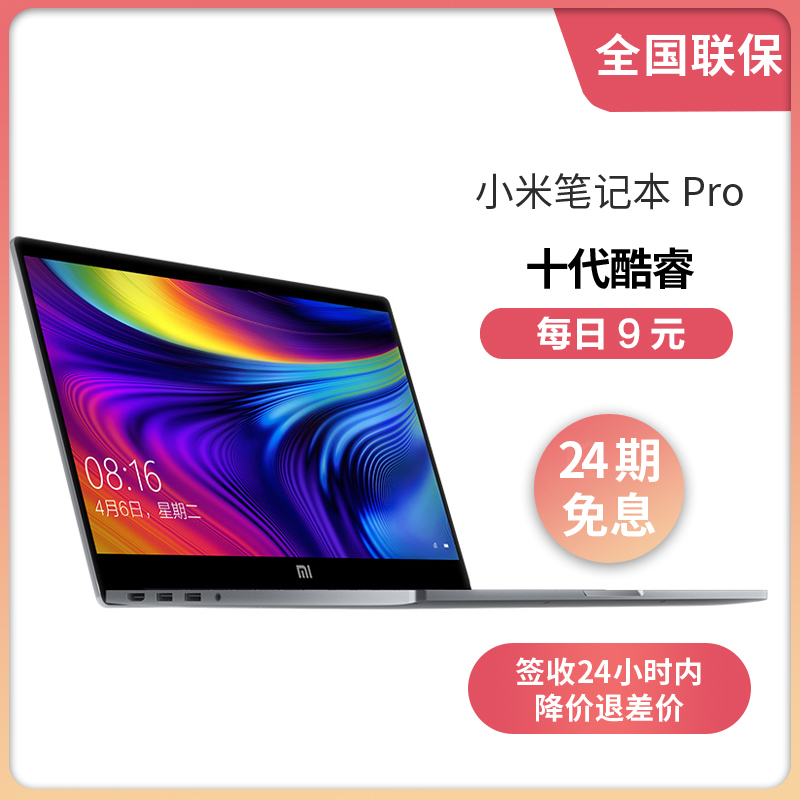 全国联保
小米笔记本 Pro
十代酷睿
每日 9 元
08:16
4月6日，星期二
24期
免息
mi
签收24小时内
降价退差价